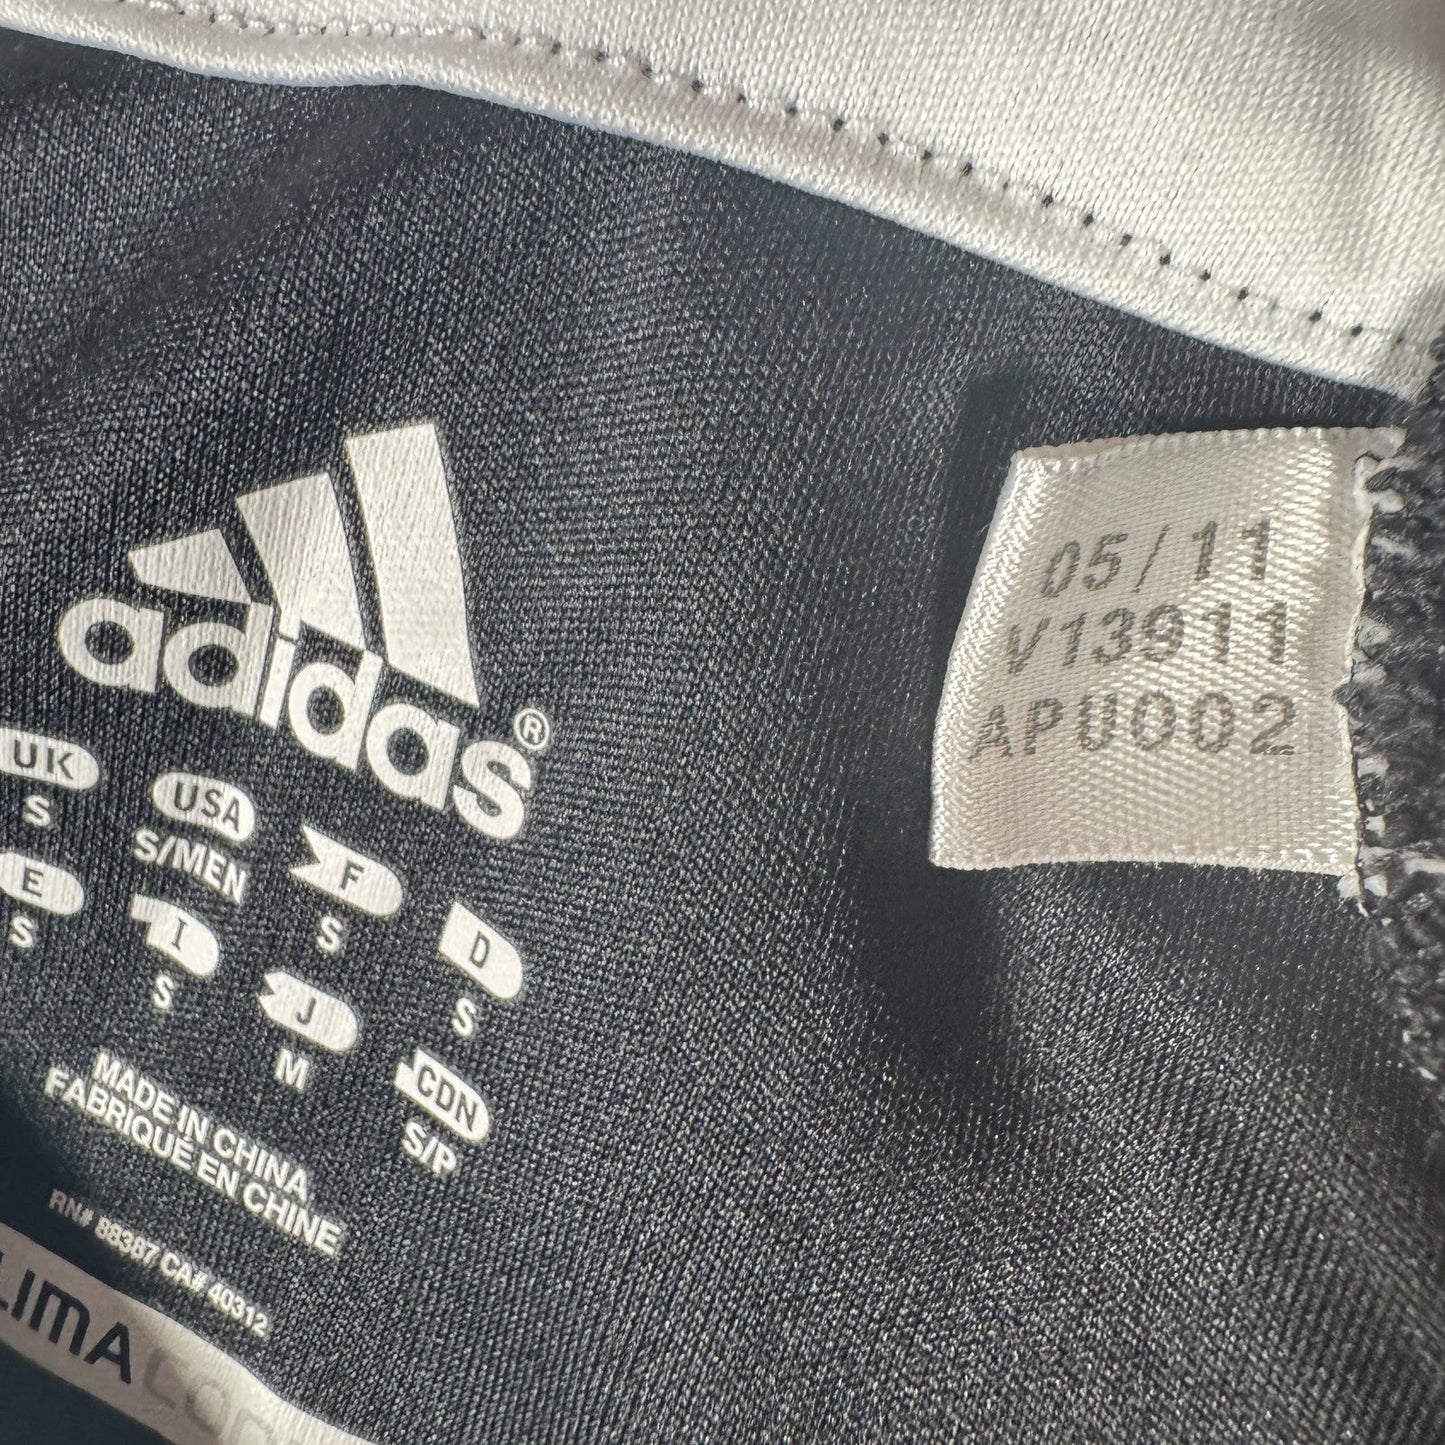 adidas®
UK USA F D
S S/MEN S S
E I J CDN
S S M S/P
MADE IN CHINA
FABRIQUÉ EN CHINE
RN# 88387 CA# 40312
05/11
V13911
APU002